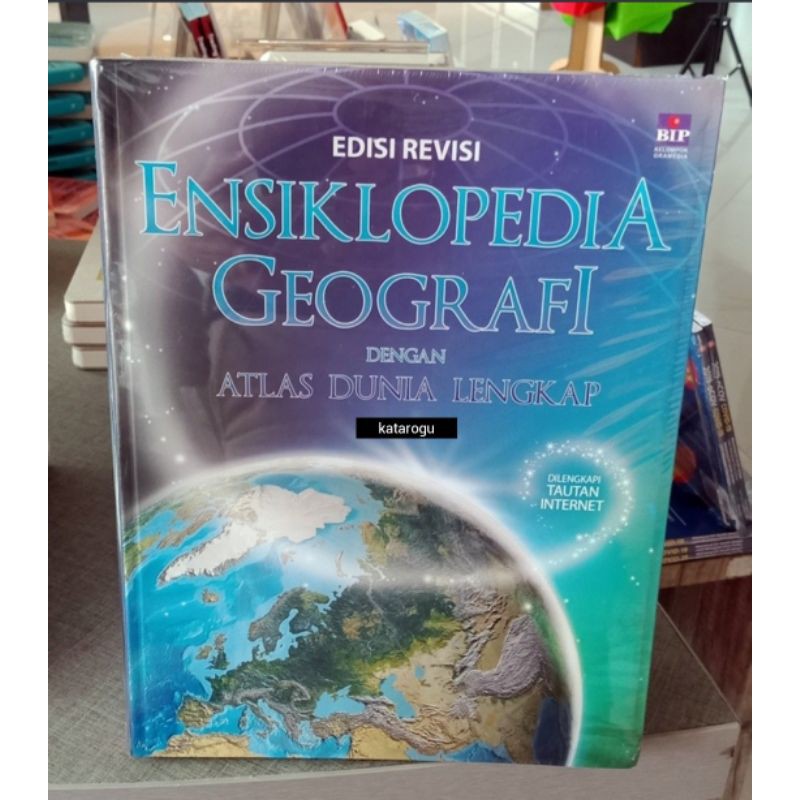 EDISI REVISI
BIP
KELOMPOK
GRAMEDIA
ENSIKLOPEDIA
GEOGRAFI
DENGAN
ATLAS DUNIA LENGKAP
katarogu
DILENGKAPI
TAUTAN
INTERNET